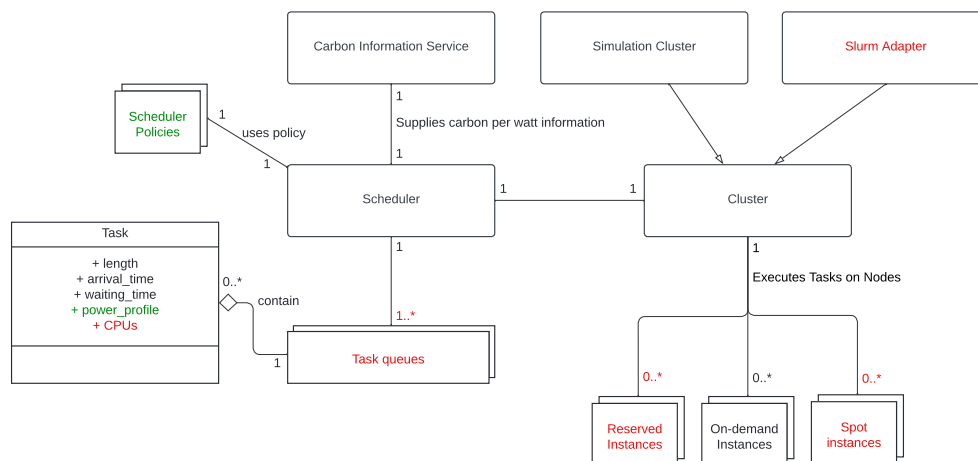 Carbon Information Service
Simulation Cluster
Slurm Adapter
1
Supplies carbon per watt information
1
Scheduler
Policies
1
uses policy
1
Scheduler
1
1
Cluster
Task
+ length
+ arrival_time
+ waiting_time
+ power_profile
+ CPUs
0..*
contain
1
1
1..*
Task queues
1
Executes Tasks on Nodes
0..*
0..*
0..*
Reserved
Instances
On-demand
Instances
Spot
instances